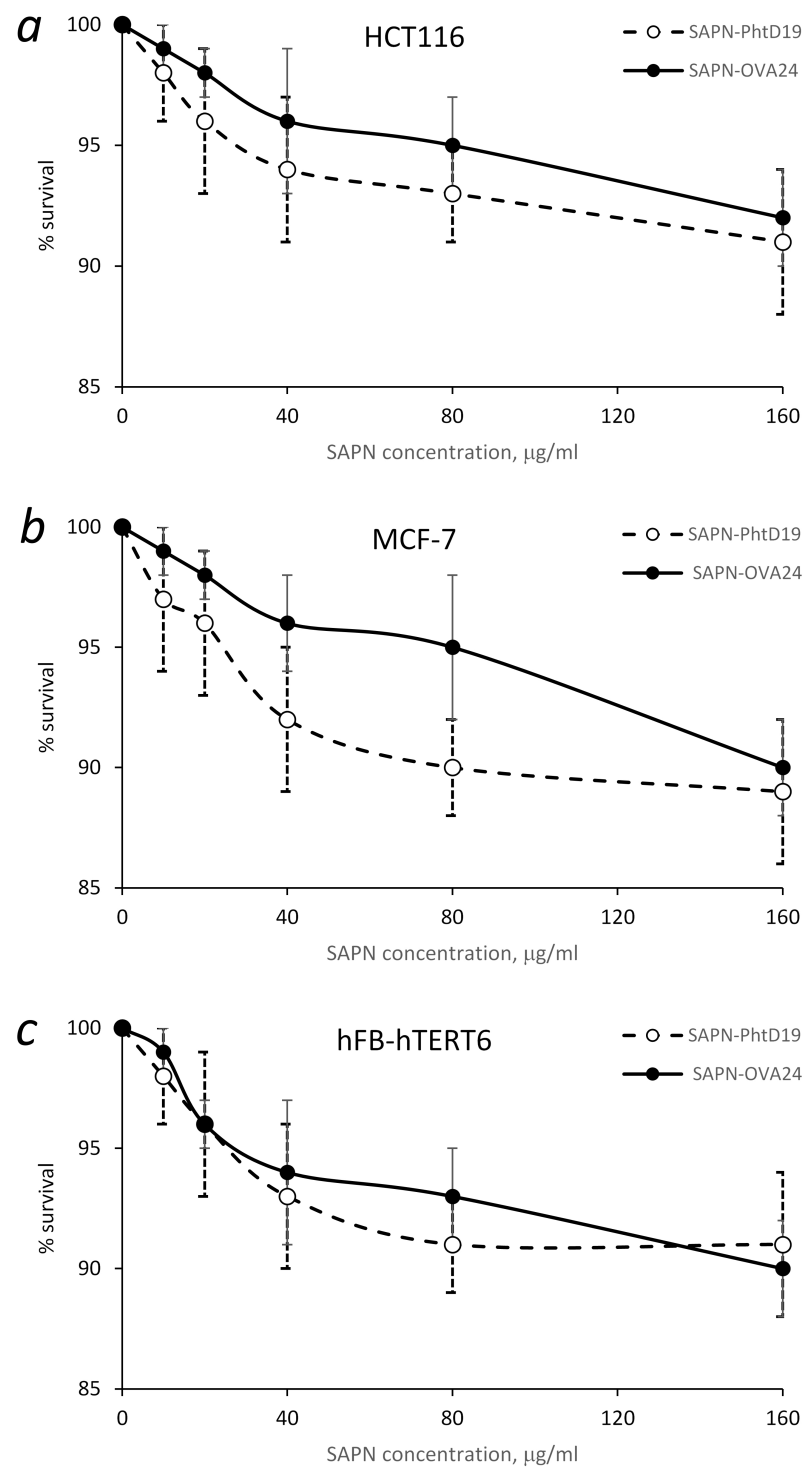 a
HCT116
SAPN-PhtD19
SAPN-OVA24
100
95
90
85
% survival
0 40 80 120 160
SAPN concentration, µg/ml
b
MCF-7
SAPN-PhtD19
SAPN-OVA24
100
95
90
85
% survival
0 40 80 120 160
SAPN concentration, µg/ml
c
hFB-hTERT6
SAPN-PhtD19
SAPN-OVA24
100
95
90
85
% survival
0 40 80 120 160
SAPN concentration, µg/ml